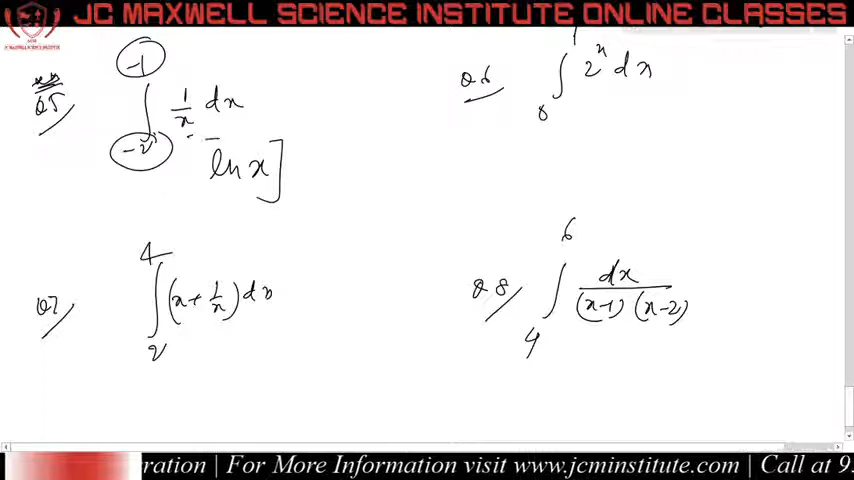 JC MAXWELL SCIENCE INSTITUTE ONLINE CLASSES
Q5 ∫_{-2}^{-1} 1/x dx
ln x]
Q6 ∫_{0}^{1} 2^x dx
Q7 ∫_{2}^{4} (x + 1/x) dx
Q8 ∫_{4}^{6} dx / (x-1) (x-2)
ration | For More Information visit www.jcminstitute.com | Call at 9